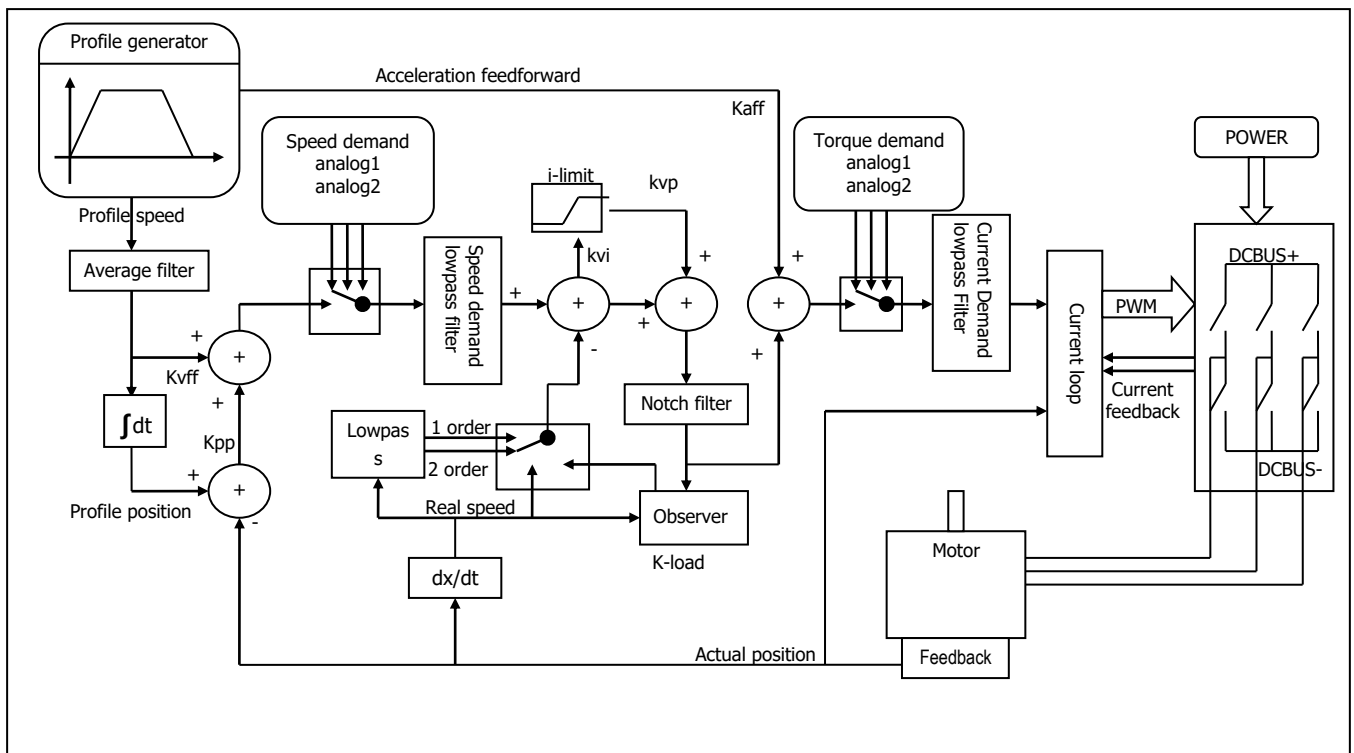 Profile generator
Acceleration feedforward
Kaff
Speed demand
analog1
analog2
Torque demand
analog1
analog2
POWER
i-limit
kvp
Profile speed
Average filter
Speed demand
lowpass filter
kvi
Current Demand
lowpass Filter
DCBUS+
PWM
Current loop
Current
feedback
+
+
+
+
+
+
+
+
+
Kvff
-
+
+
∫dt
Kpp
+
+
Notch filter
Lowpas
s
1 order
2 order
DCBUS-
Profile position
-
Real speed
Observer
K-load
Motor
dx/dt
Actual position
Feedback